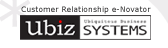 Customer Relationship e-Novator
Ubiz Ubiquitous Business
SYSTEMS